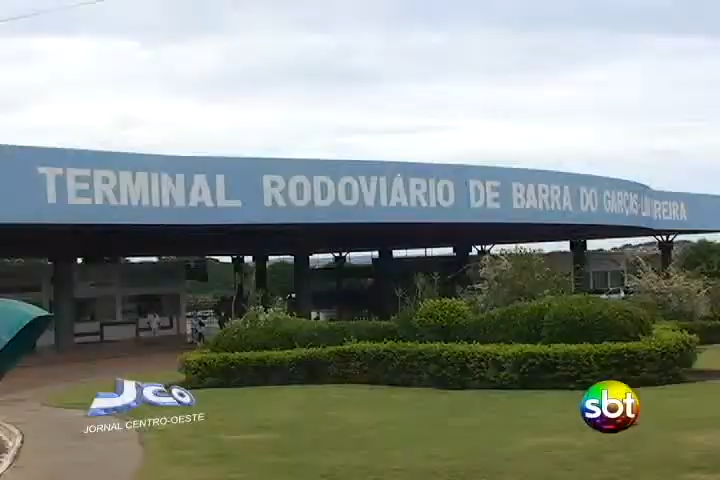 TERMINAL RODOVIÁRIO DE BARRA DO GARÇAS
JCO
JORNAL CENTRO-OESTE
sbt